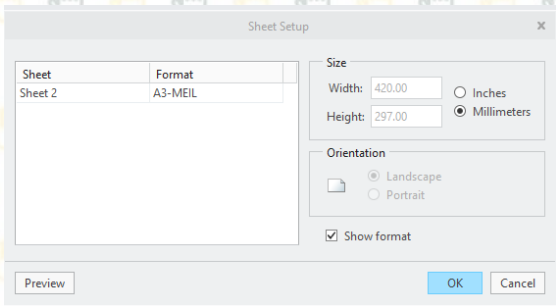 Sheet Setup
Sheet Format
Sheet 2 A3-MEIL
Size
Width: 420.00
Height: 297.00
Inches
Millimeters
Orientation
Landscape
Portrait
Show format
Preview OK Cancel